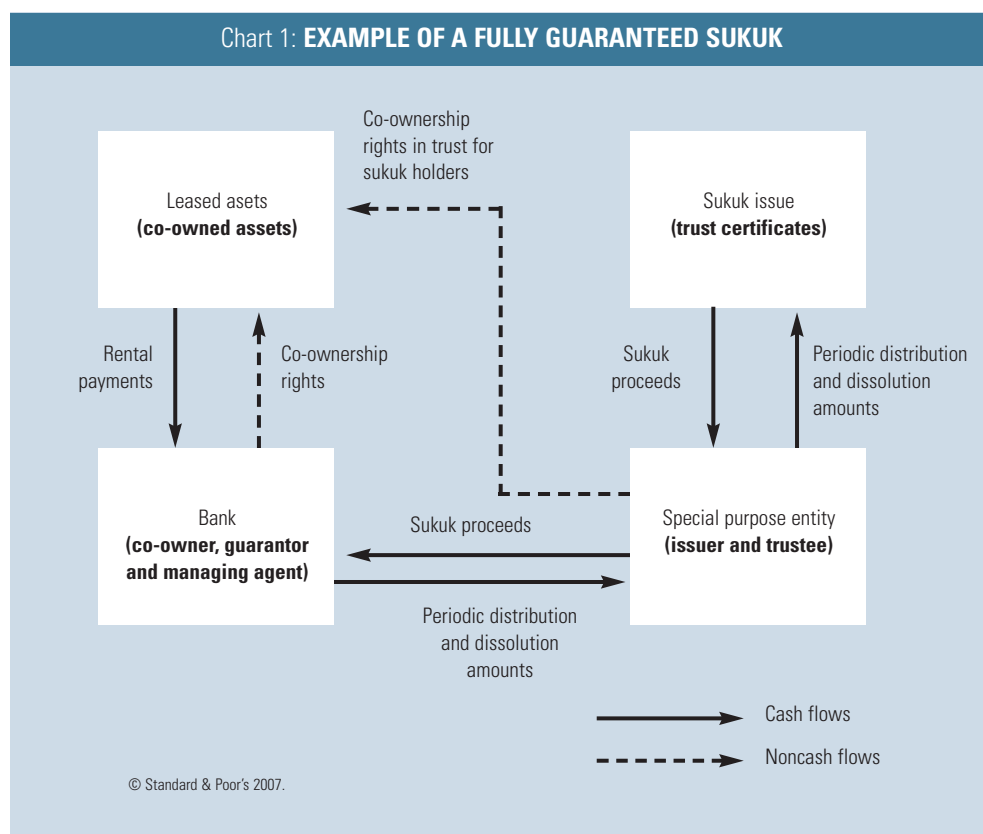 Chart 1: EXAMPLE OF A FULLY GUARANTEED SUKUK
Co-ownership
rights in trust for
sukuk holders
Leased asets
(co-owned assets)
Sukuk issue
(trust certificates)
Rental
payments
Co-ownership
rights
Sukuk
proceeds
Periodic distribution
and dissolution
amounts
Bank
(co-owner, guarantor
and managing agent)
Sukuk proceeds
Special purpose entity
(issuer and trustee)
Periodic distribution
and dissolution
amounts
Cash flows
Noncash flows
© Standard & Poor's 2007.